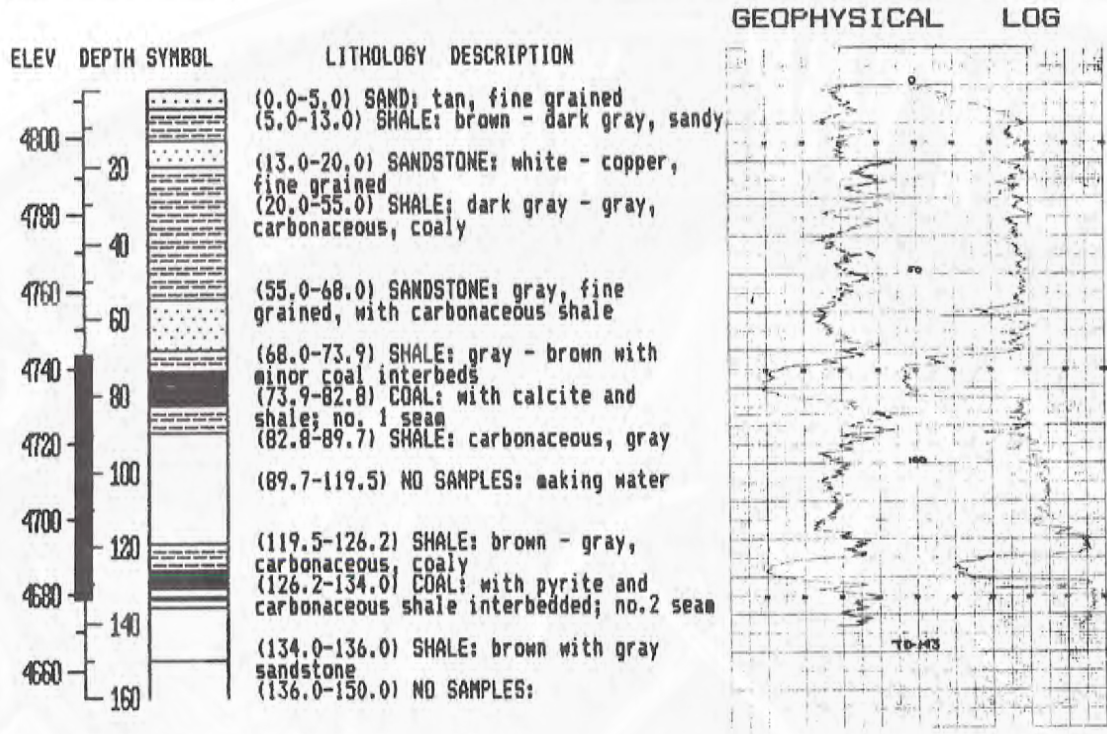 GEOPHYSICAL LOG
ELEV DEPTH SYMBOL LITHOLOGY DESCRIPTION
(0.0-5.0) SAND: tan, fine grained
(5.0-13.0) SHALE: brown - dark gray, sandy
(13.0-20.0) SANDSTONE: white - copper,
fine grained
(20.0-55.0) SHALE: dark gray - gray,
carbonaceous, coaly
(55.0-68.0) SANDSTONE: gray, fine
grained, with carbonaceous shale
(68.0-73.9) SHALE: gray - brown with
minor coal interbeds
(73.9-82.8) COAL: with calcite and
shale; no. 1 seam
(82.8-89.7) SHALE: carbonaceous, gray
(89.7-119.5) NO SAMPLES: making water
(119.5-126.2) SHALE: brown - gray,
carbonaceous, coaly
(126.2-134.0) COAL: with pyrite and
carbonaceous shale interbedded; no.2 seam
(134.0-136.0) SHALE: brown with gray
sandstone
(136.0-150.0) NO SAMPLES:
4800
4780
4760
4740
4720
4700
4680
4660
20
40
60
80
100
120
140
160
0
50
100
TD-143